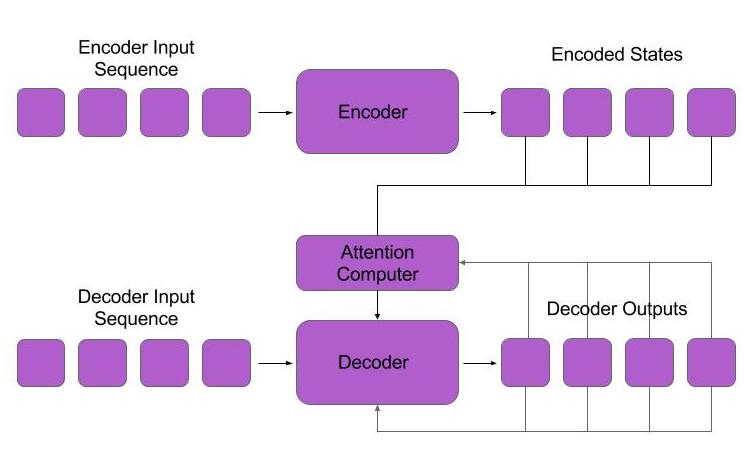 Encoder Input
Sequence
Encoder
Encoded States
Attention
Computer
Decoder Input
Sequence
Decoder
Decoder Outputs